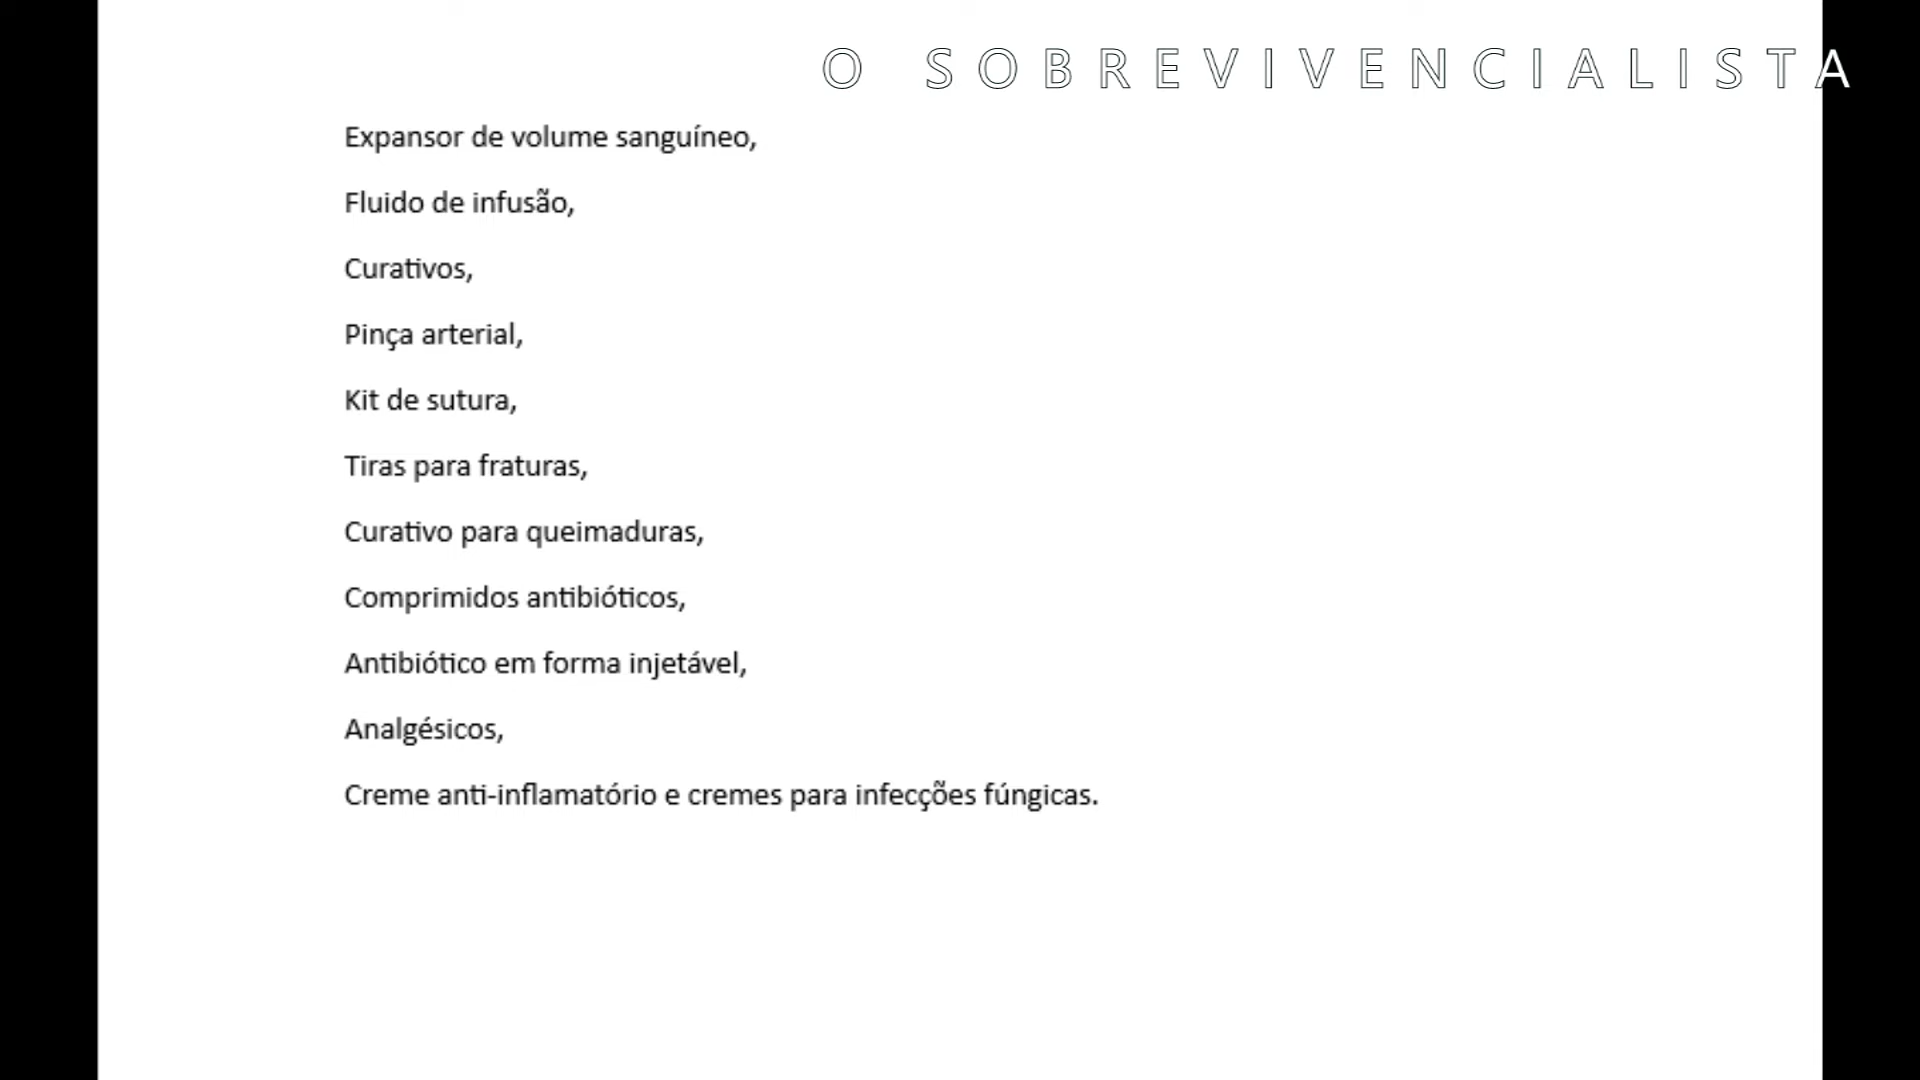 O SOBREVIVENCIALISTA
Expansor de volume sanguíneo,
Fluido de infusão,
Curativos,
Pinça arterial,
Kit de sutura,
Tiras para fraturas,
Curativo para queimaduras,
Comprimidos antibióticos,
Antibiótico em forma injetável,
Analgésicos,
Creme anti-inflamatório e cremes para infecções fúngicas.